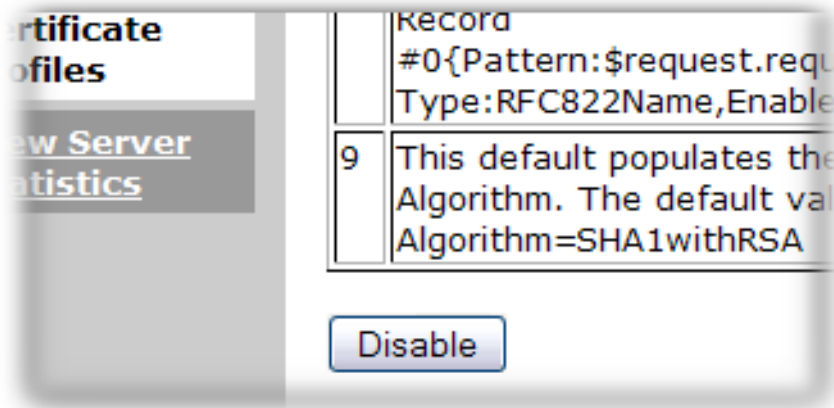 ertificate
ofiles
ew Server
atistics
Record
#0{Pattern:$request.requ
Type:RFC822Name,Enable
9
This default populates the
Algorithm. The default val
Algorithm=SHA1withRSA
Disable